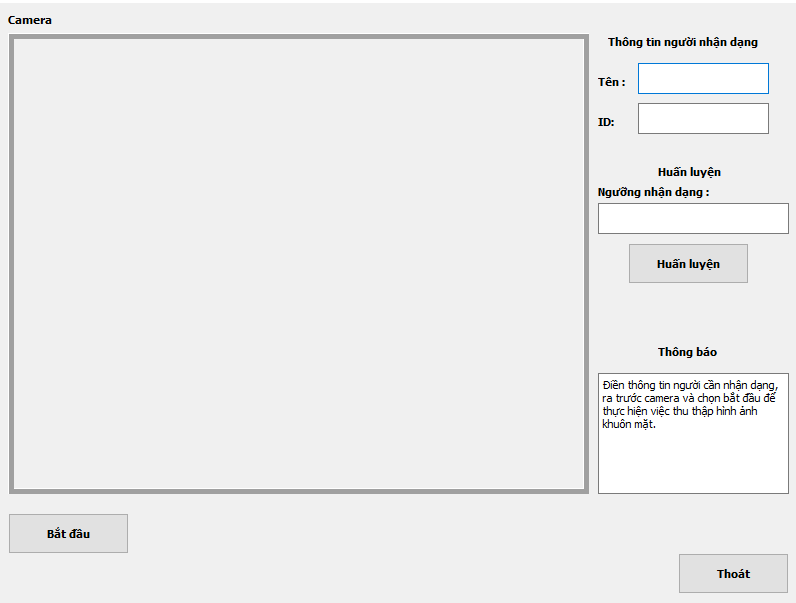 Camera
Thông tin người nhận dạng
Tên :
ID:
Huấn luyện
Ngưỡng nhận dạng :
Huấn luyện
Thông báo
Điền thông tin người cần nhận dạng,
ra trước camera và chọn bắt đầu để
thực hiện việc thu thập hình ảnh
khuôn mặt.
Bắt đầu
Thoát